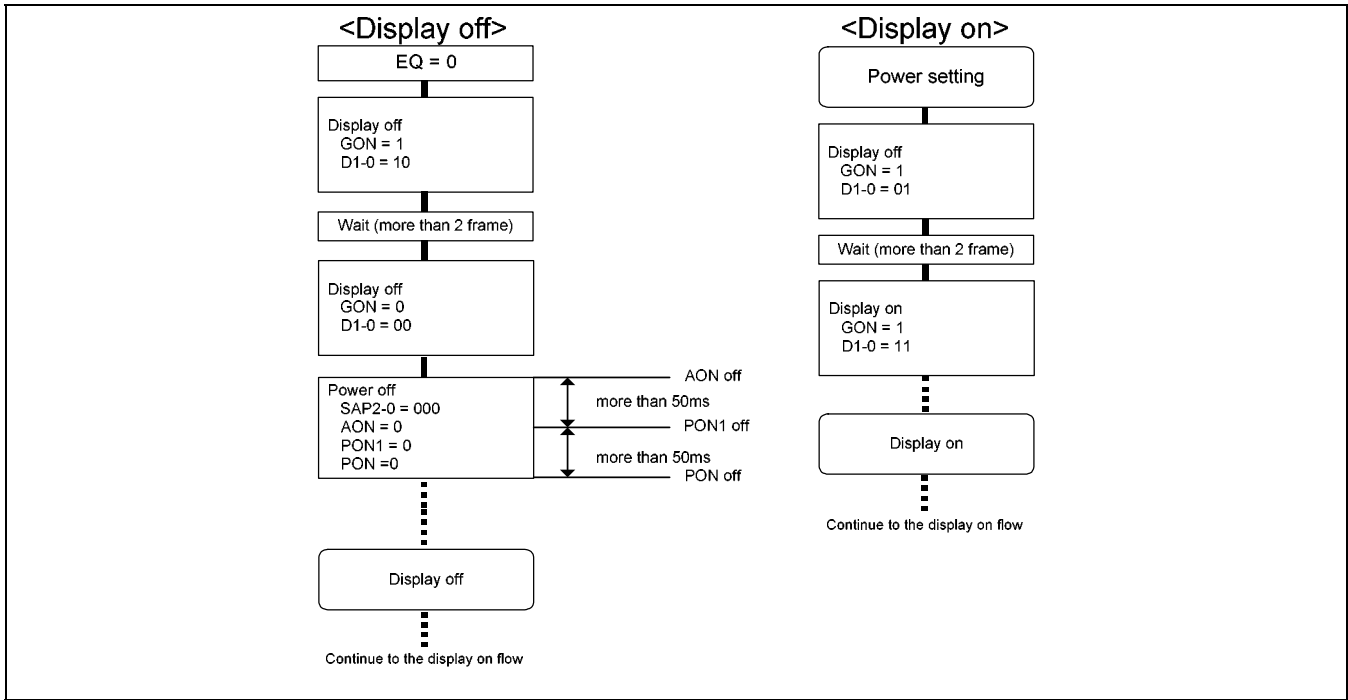 <Display off>
EQ = 0
Display off
GON = 1
D1-0 = 10
Wait (more than 2 frame)
Display off
GON = 0
D1-0 = 00
Power off
SAP2-0 = 000
AON = 0
PON1 = 0
PON =0
AON off
more than 50ms
PON1 off
more than 50ms
PON off
Display off
Continue to the display on flow
<Display on>
Power setting
Display off
GON = 1
D1-0 = 01
Wait (more than 2 frame)
Display on
GON = 1
D1-0 = 11
Display on
Continue to the display on flow